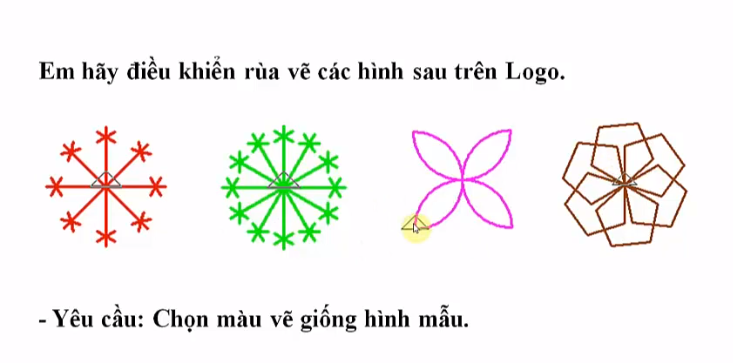 Em hãy điều khiển rùa vẽ các hình sau trên Logo.
- Yêu cầu: Chọn màu vẽ giống hình mẫu.